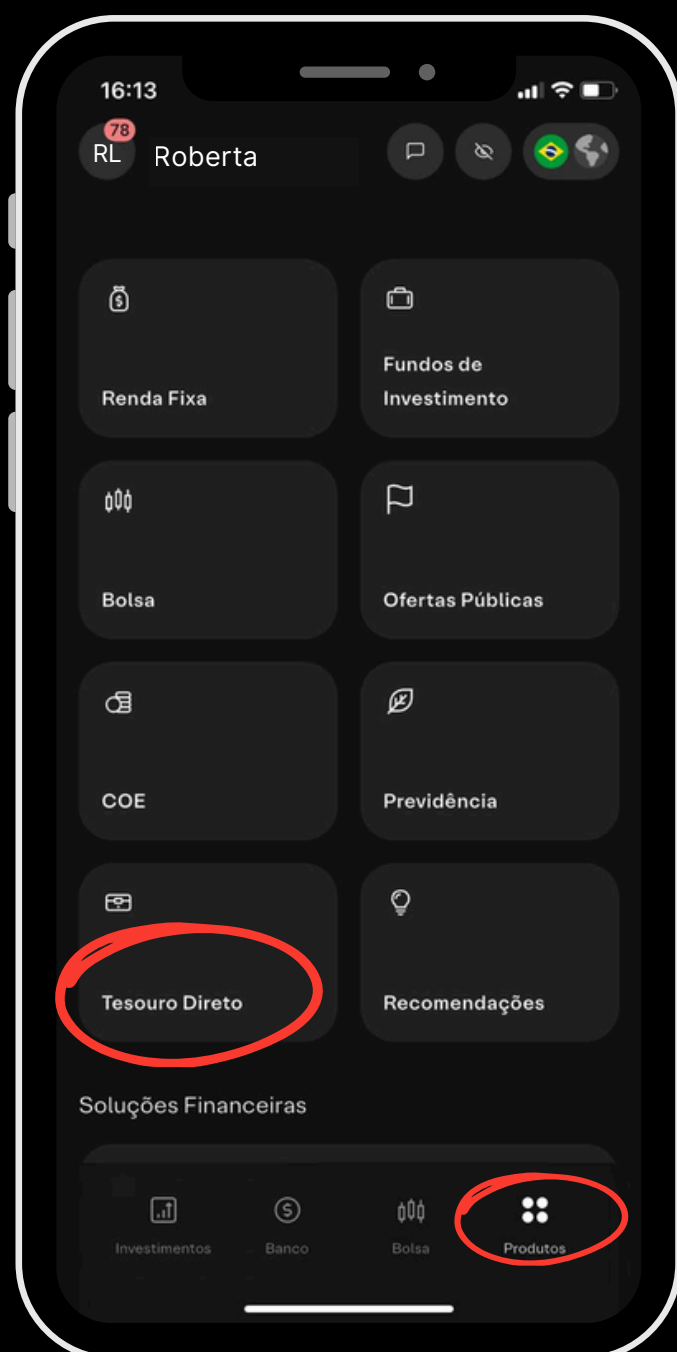 16:13
78
RL
Roberta
Renda Fixa
Fundos de
Investimento
Bolsa
Ofertas Públicas
COE
Previdência
Tesouro Direto
Recomendações
Soluções Financeiras
Investimentos
Banco
Bolsa
Produtos